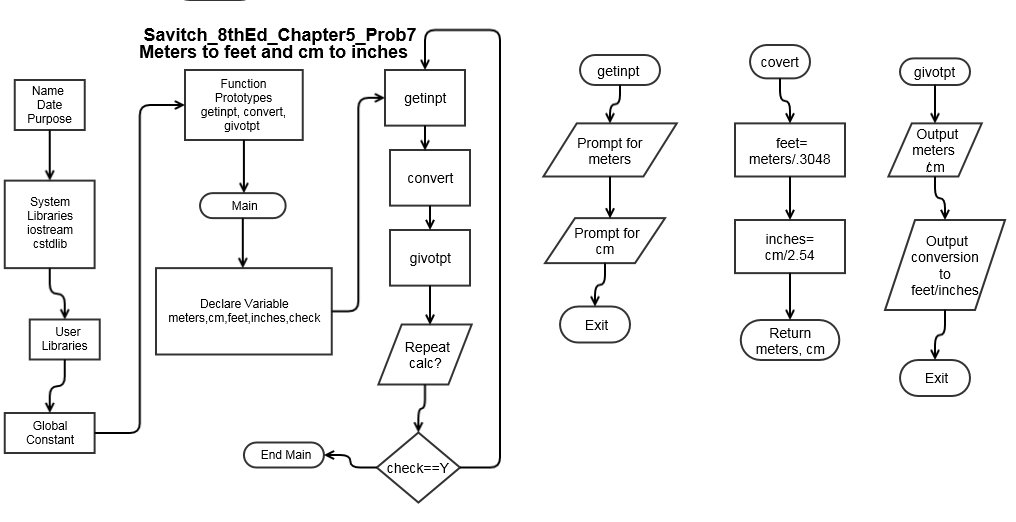 Savitch_8thEd_Chapter5_Prob7
Meters to feet and cm to inches
Name
Date
Purpose
System
Libraries
iostream
cstdlib
User
Libraries
Global
Constant
Function
Prototypes
getinpt, convert,
givotpt
Main
Declare Variable
meters,cm,feet,inches,check
getinpt
convert
givotpt
Repeat
calc?
check==Y
End Main
getinpt
Prompt for
meters
Prompt for
cm
Exit
covert
feet=
meters/.3048
inches=
cm/2.54
Return
meters, cm
givotpt
Output
meters
/cm
Output
conversion
to
feet/inches
Exit